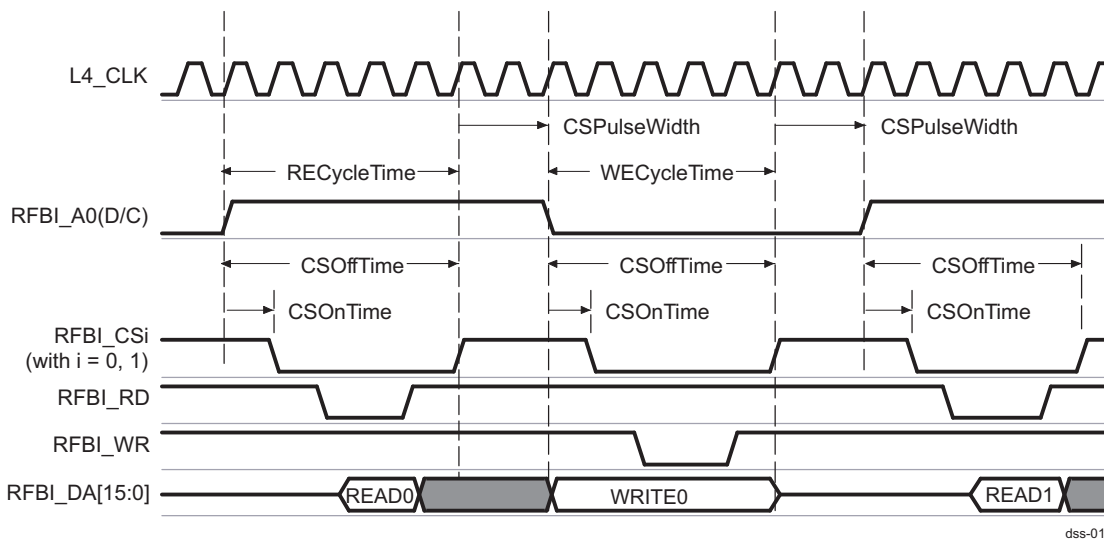 L4_CLK
CSPulseWidth
CSPulseWidth
RECycleTime
WECycleTime
RFBI_A0(D/C)
CSOffTime
CSOffTime
CSOffTime
CSOnTime
CSOnTime
CSOnTime
RFBI_CSi
(with i = 0, 1)
RFBI_RD
RFBI_WR
RFBI_DA[15:0]
READ0
WRITE0
READ1
dss-01